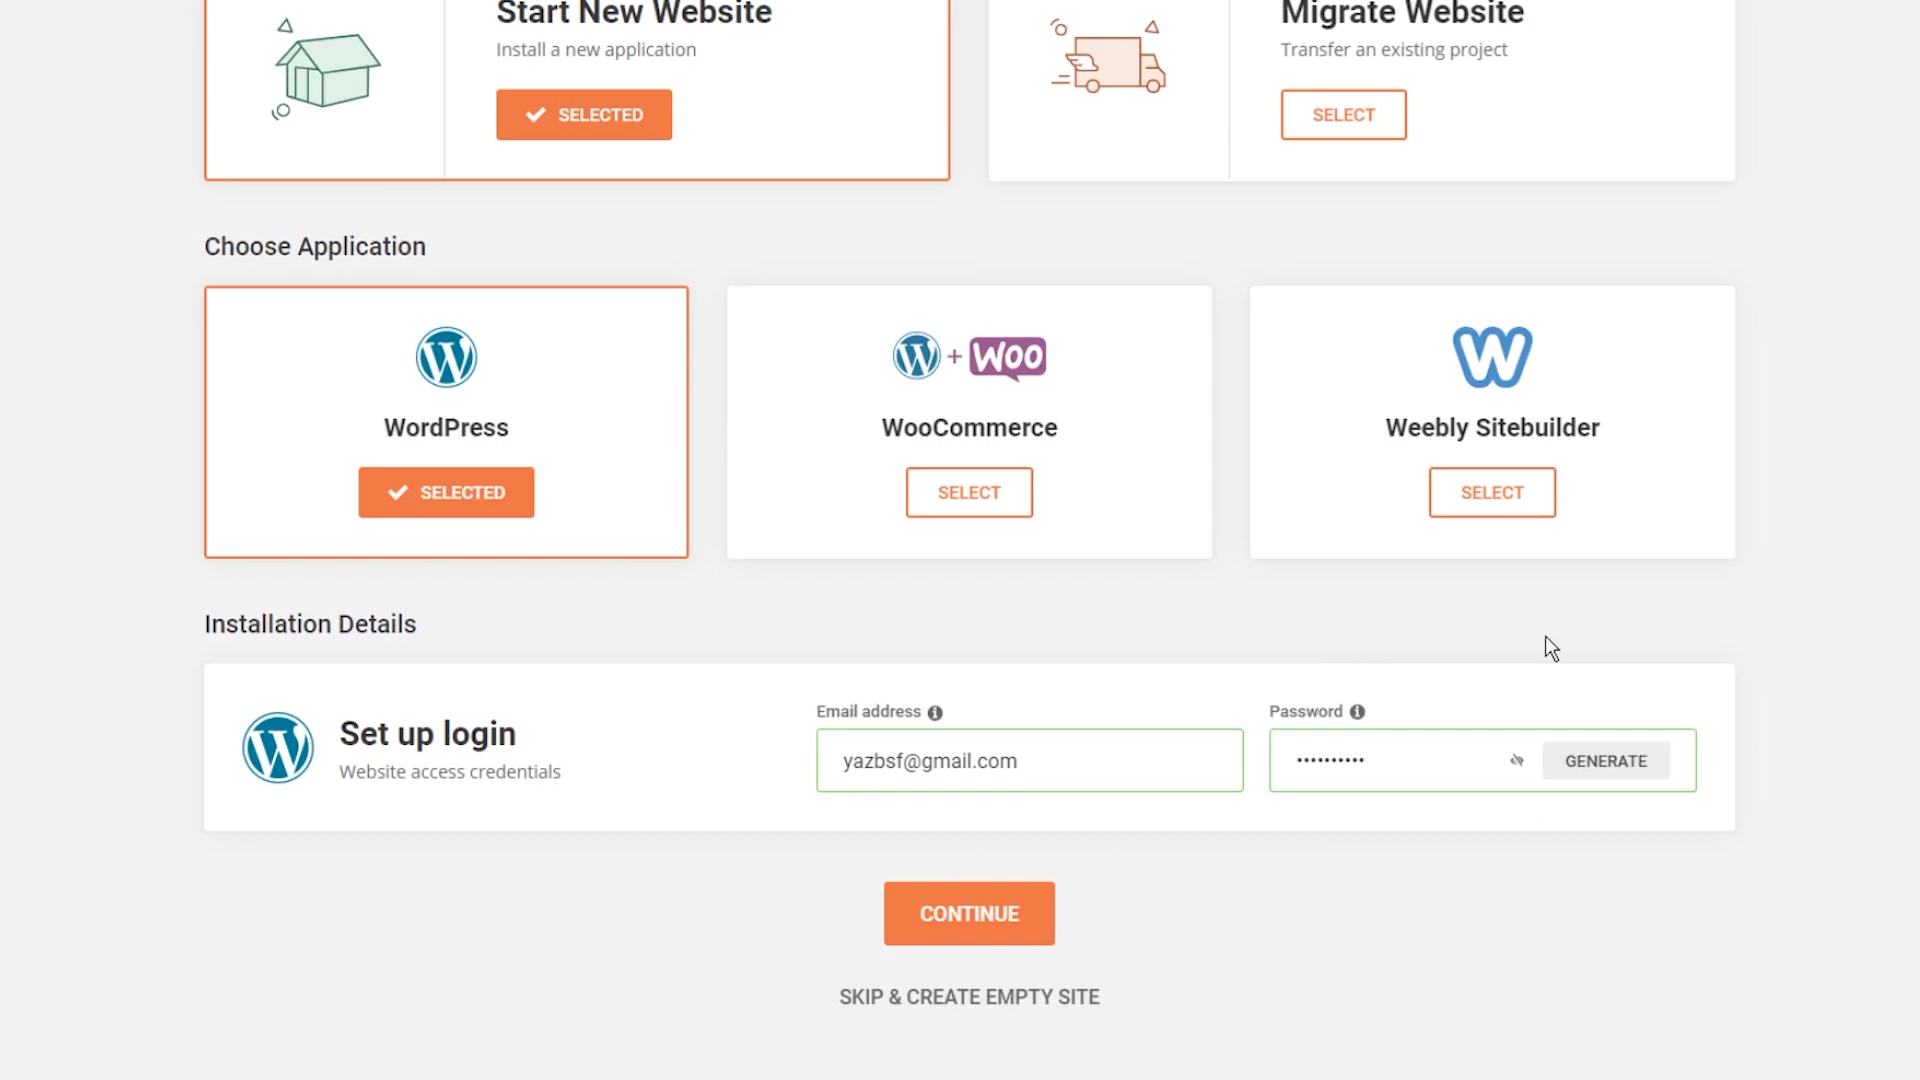 Start New Website
Install a new application
SELECTED
Migrate Website
Transfer an existing project
SELECT
Choose Application
WordPress
SELECTED
+ WOO
WooCommerce
SELECT
Weebly Sitebuilder
SELECT
Installation Details
Set up login
Website access credentials
Email address
yazbsf@gmail.com
Password
••••••••••
GENERATE
CONTINUE
SKIP & CREATE EMPTY SITE